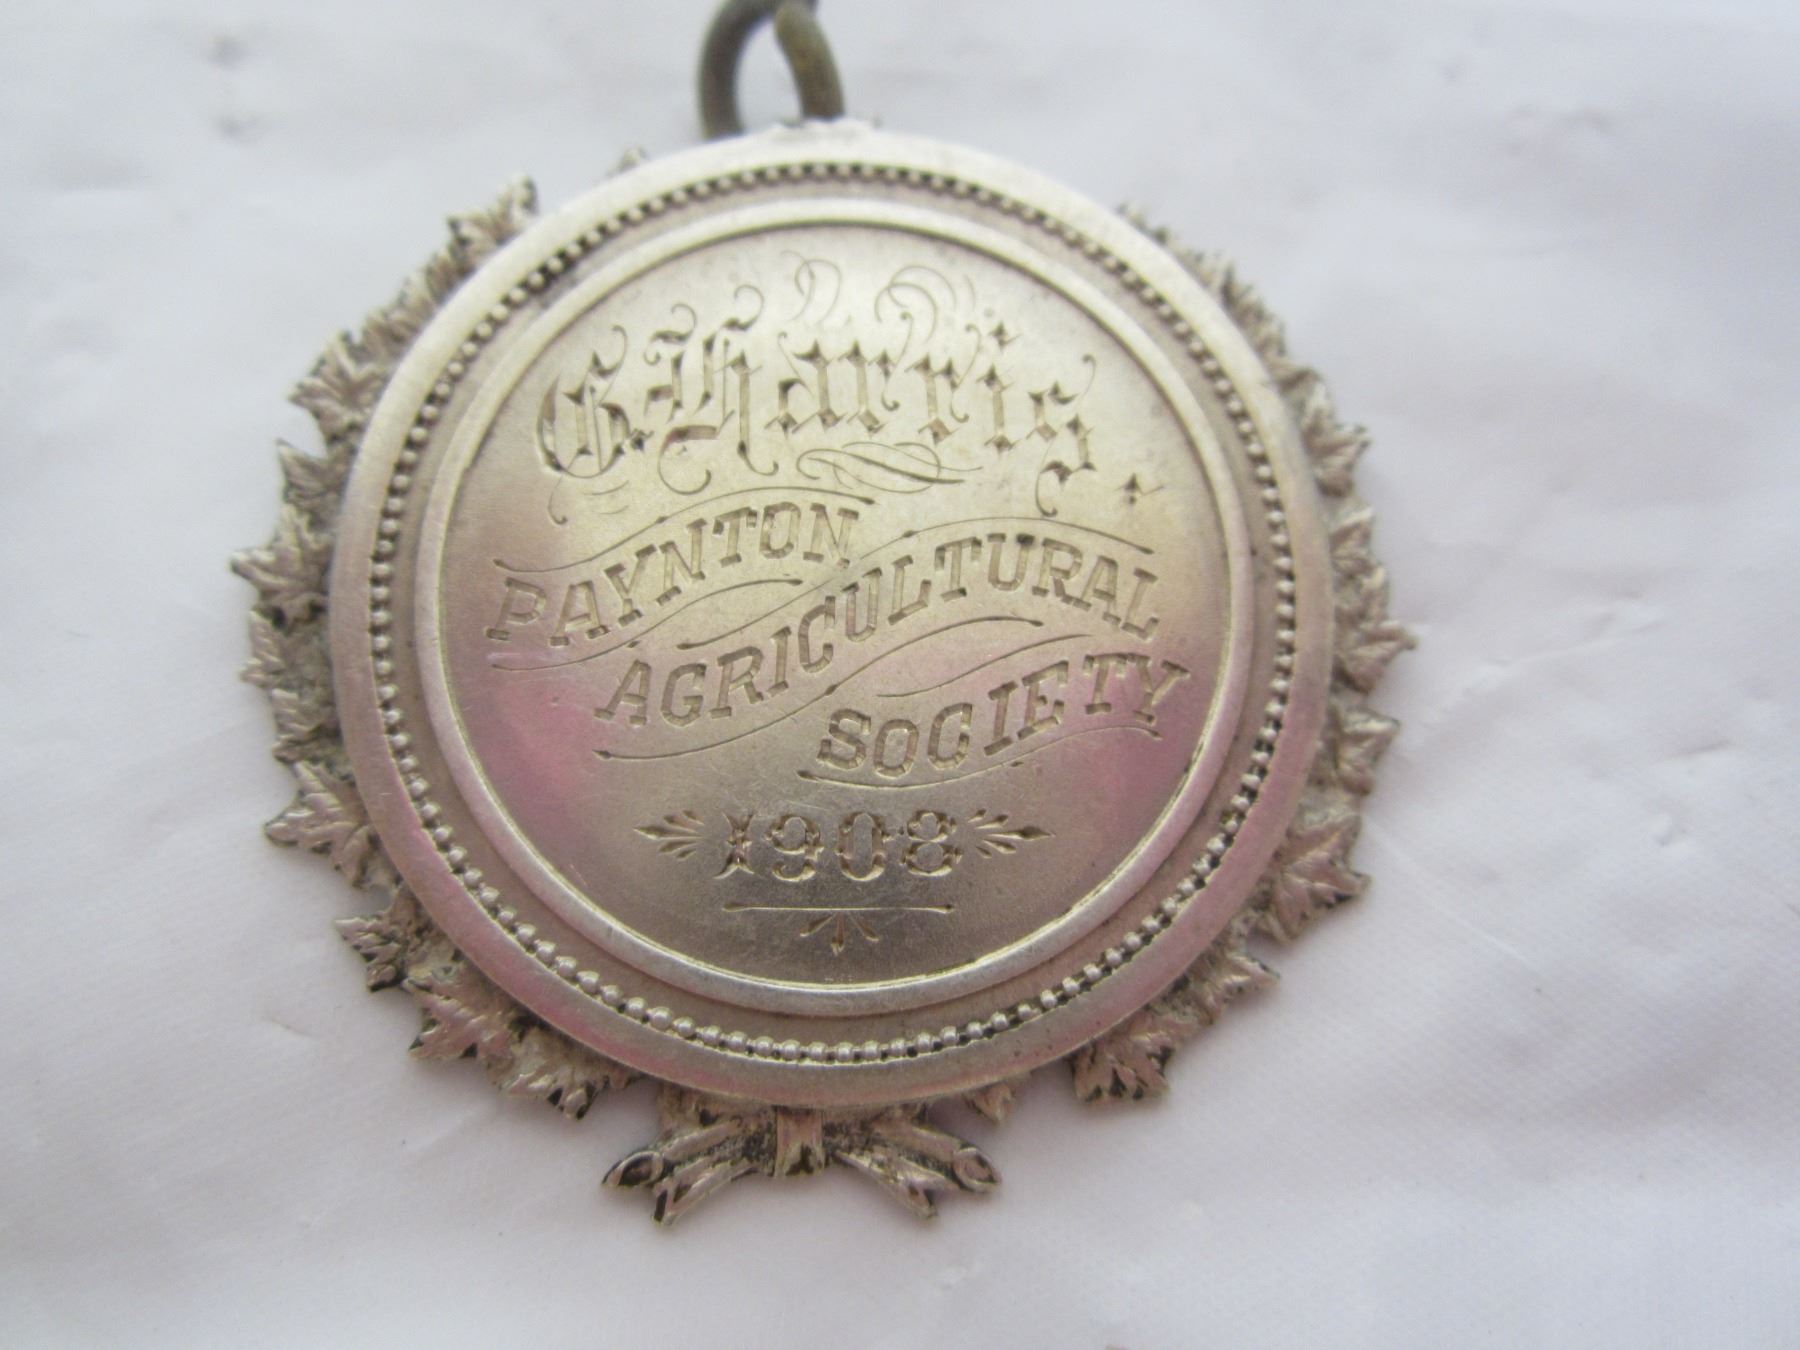 G. Harris.
PAYNTON
AGRICULTURAL
SOCIETY
1908